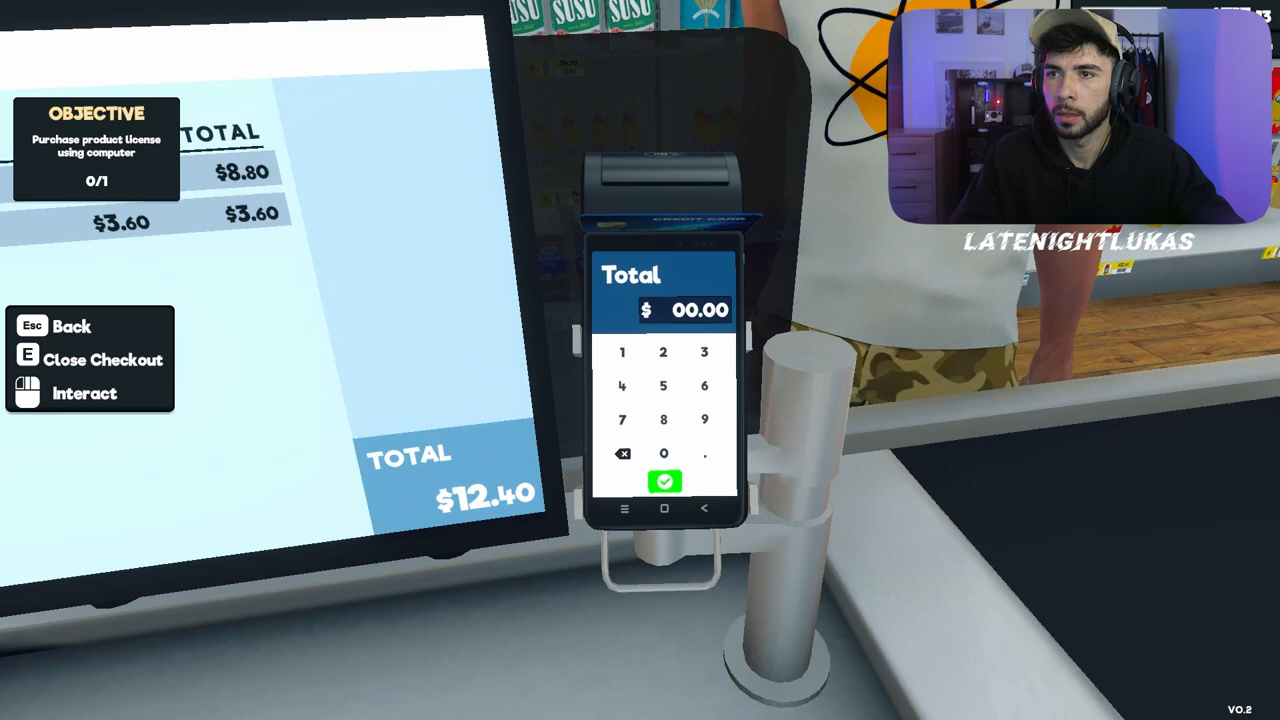 SUSU SUSU SUSU
OBJECTIVE
Purchase product license
using computer
0/1
TOTAL
$8.80
$3.60 $3.60
Esc Back
E Close Checkout
Interact
TOTAL
$12.40
CREDIT CARD
Total
$ 00.00
1 2 3
4 5 6
7 8 9
0 .
LATENIGHTLUKAS
V0.2